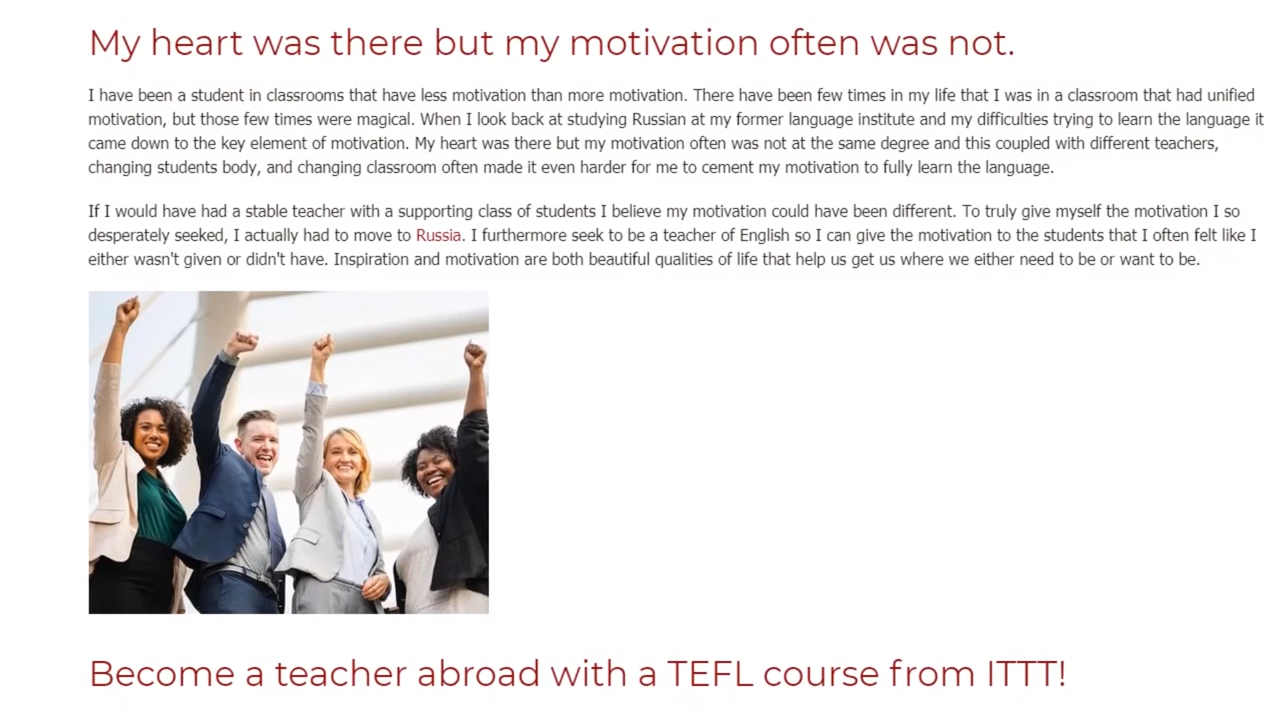 My heart was there but my motivation often was not.
I have been a student in classrooms that have less motivation than more motivation. There have been few times in my life that I was in a classroom that had unified
motivation, but those few times were magical. When I look back at studying Russian at my former language institute and my difficulties trying to learn the language it
came down to the key element of motivation. My heart was there but my motivation often was not at the same degree and this coupled with different teachers,
changing students body, and changing classroom often made it even harder for me to cement my motivation to fully learn the language.
If I would have had a stable teacher with a supporting class of students I believe my motivation could have been different. To truly give myself the motivation I so
desperately seeked, I actually had to move to Russia. I furthermore seek to be a teacher of English so I can give the motivation to the students that I often felt like I
either wasn't given or didn't have. Inspiration and motivation are both beautiful qualities of life that help us get us where we either need to be or want to be.
Become a teacher abroad with a TEFL course from ITTT!